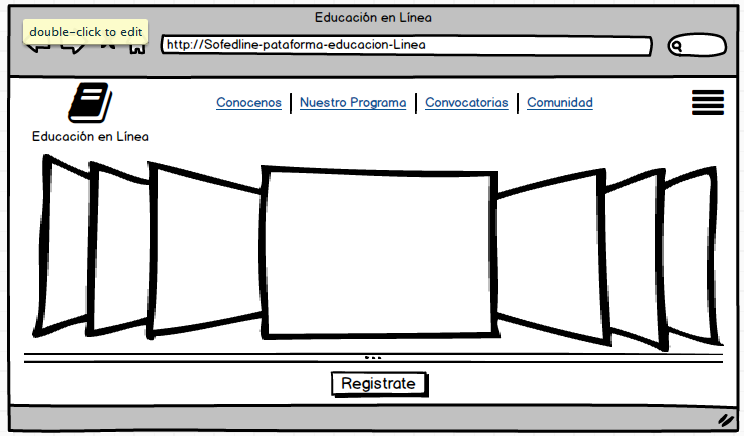 Educación en Línea
double-click to edit
http://Sofedline-pataforma-educacion-Linea
Conocenos
Nuestro Programa
Convocatorias
Comunidad
Educación en Línea
Registrate